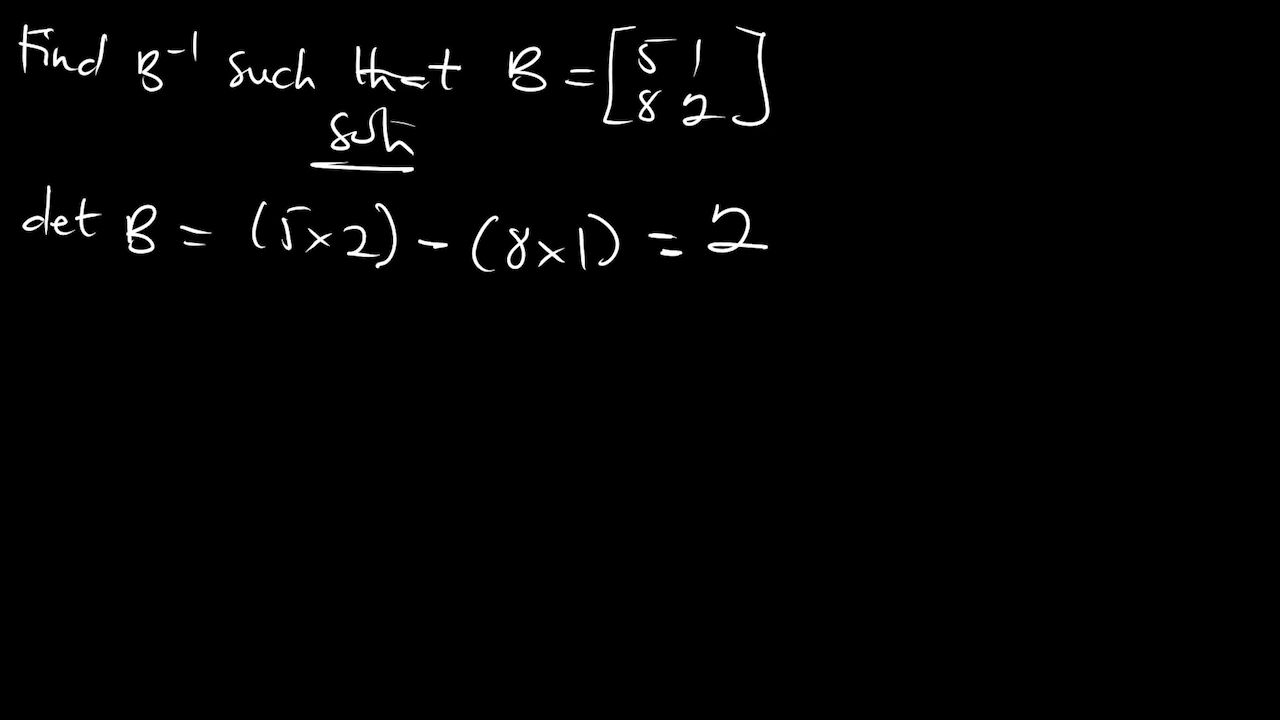 Find B⁻¹ such that B = [5 1
8 2]
soln
det B = (5×2) - (8×1) = 2